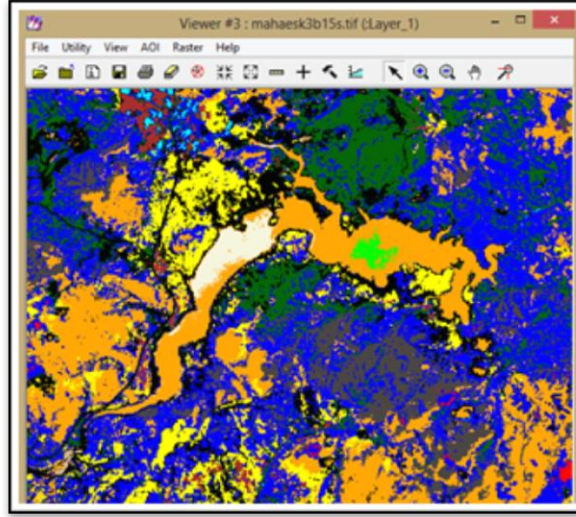 Viewer #3 : mahaesk3b15s.tif (:Layer_1)
File Utility View AOI Raster Help